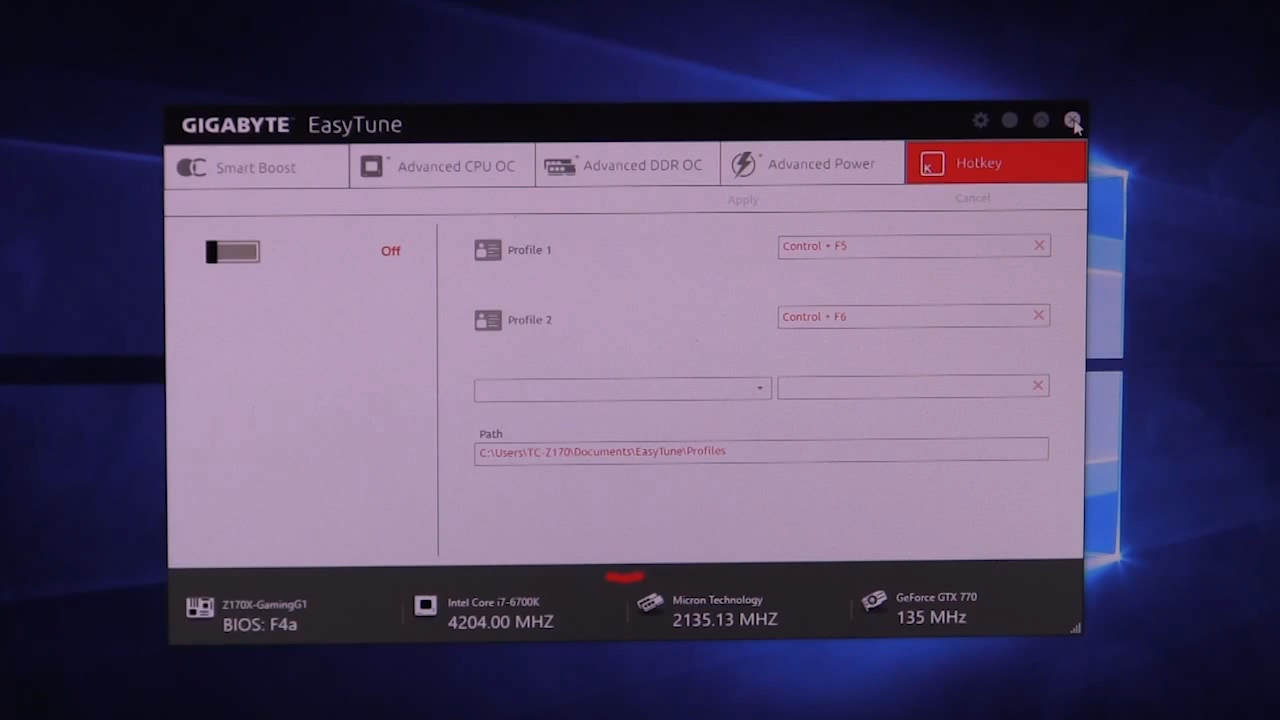 GIGABYTE EasyTune
Smart Boost
Advanced CPU OC
Advanced DDR OC
Advanced Power
K
Hotkey
Apply
Cancel
Off
Profile 1
Control + F5
Profile 2
Control + F6
Path
C:\Users\TC-Z170\Documents\EasyTune\Profiles
Z170X-GamingG1
BIOS: F4a
Intel Core i7-6700K
4204.00 MHZ
Micron Technology
2135.13 MHZ
GeForce GTX 770
135 MHz